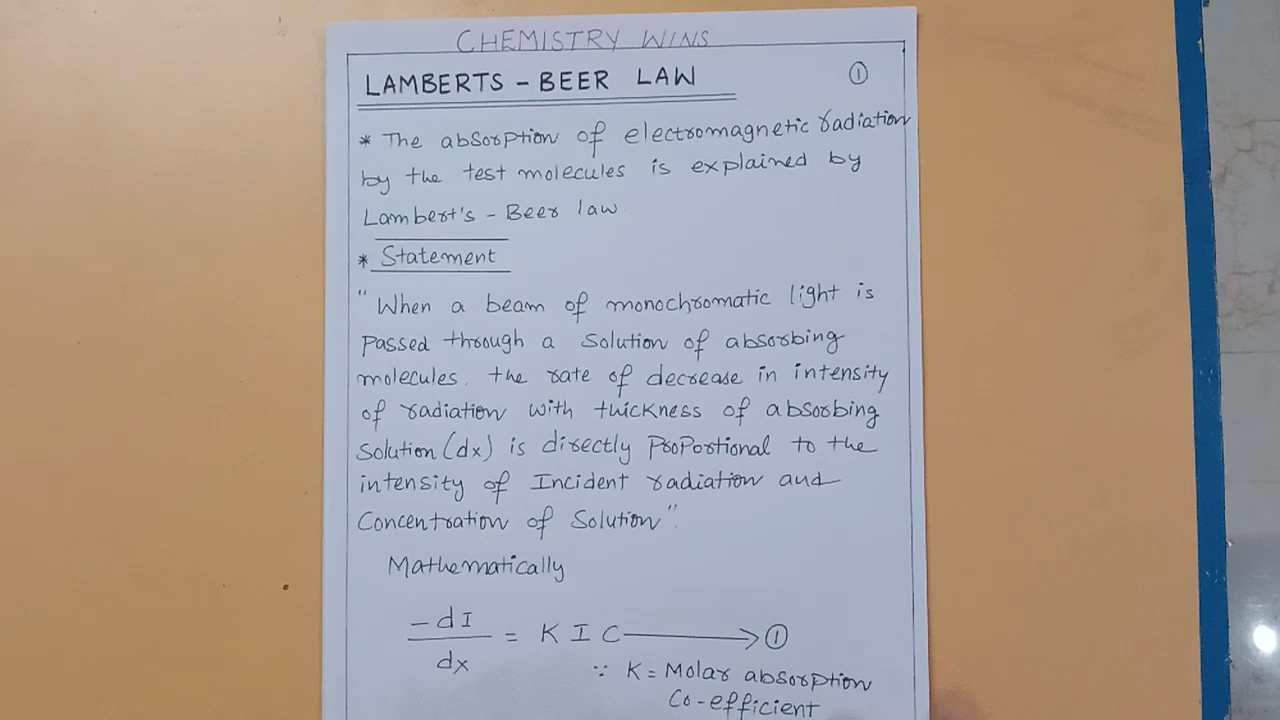 CHEMISTRY WINS
LAMBERTS - BEER LAW ①
* The absorption of electromagnetic radiation
by the test molecules is explained by
Lambert's - Beer law
* Statement
"When a beam of monochromatic light is
Passed through a Solution of absorbing
molecules. the rate of decrease in intensity
of radiation with thickness of absorbing
Solution (dx) is directly Proportional to the
intensity of Incident radiation and
Concentration of Solution".
Mathematically
-dI/dx = K I C ⟶ ①
∵ K = Molar absorption
Co-efficient